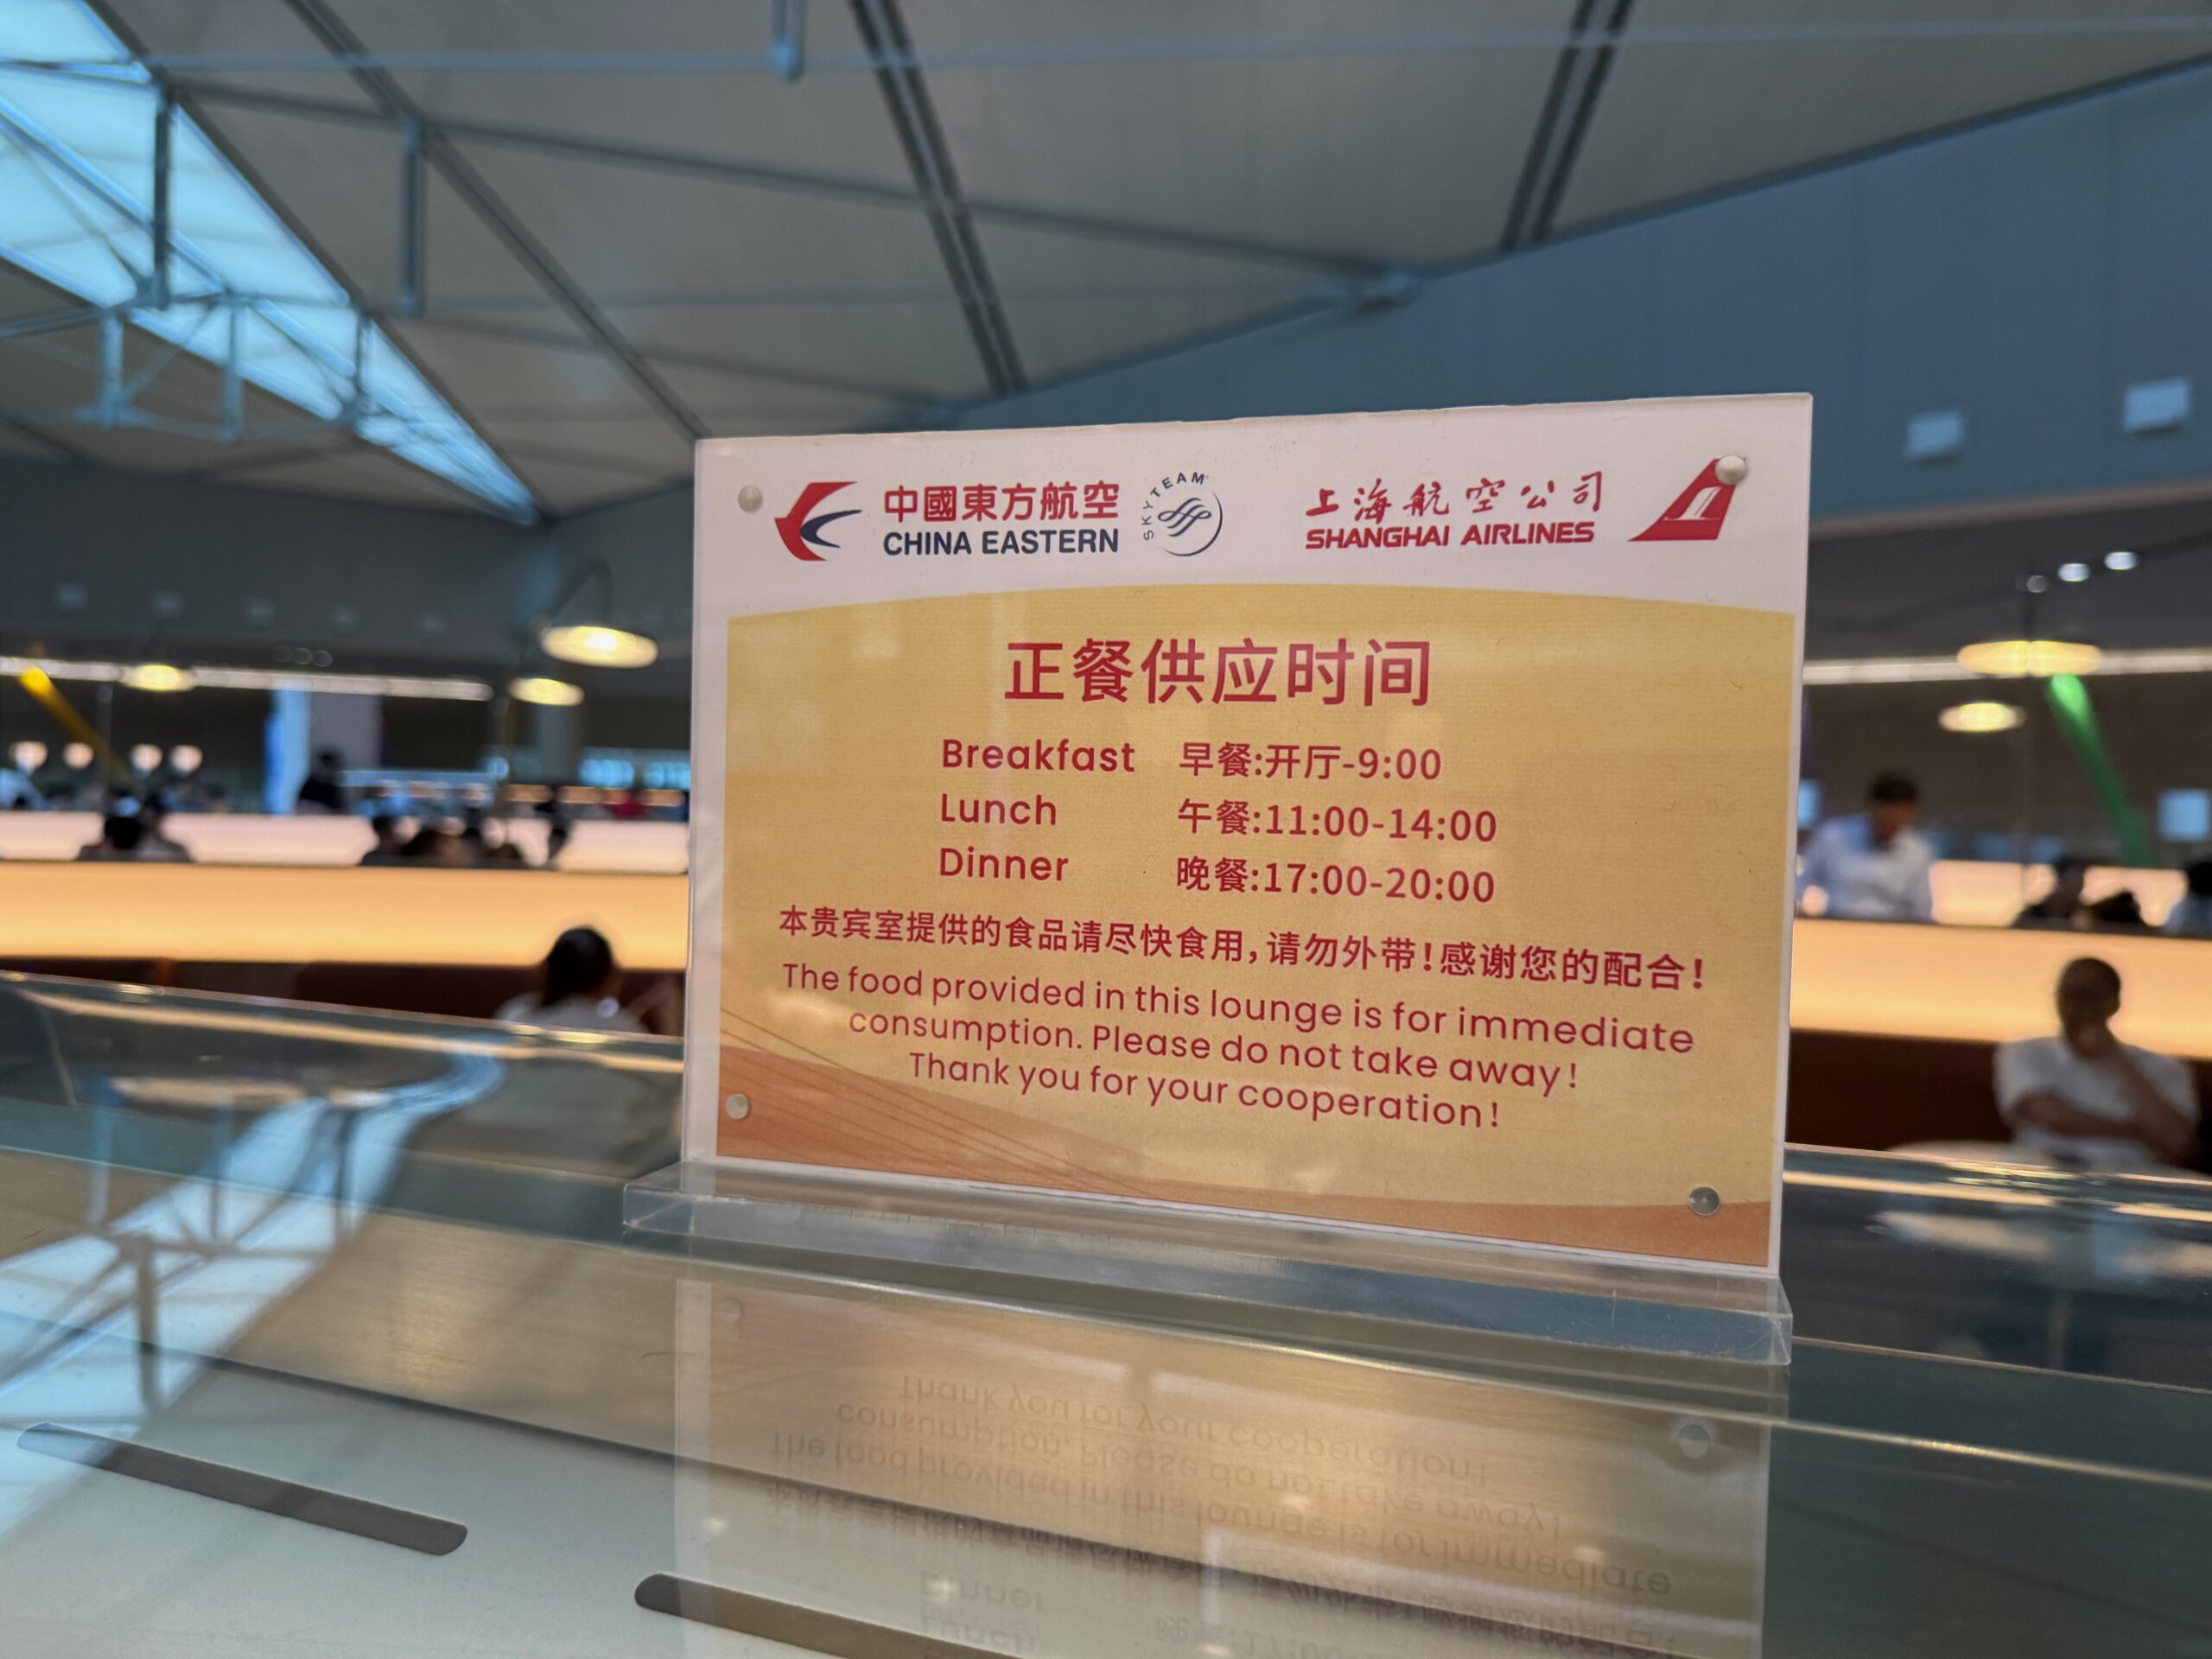 中國東方航空
CHINA EASTERN
SKYTEAM
上海航空公司
SHANGHAI AIRLINES
正餐供应时间
Breakfast 早餐:开厅-9:00
Lunch 午餐:11:00-14:00
Dinner 晚餐:17:00-20:00
本贵宾室提供的食品请尽快食用,请勿外带!感谢您的配合!
The food provided in this lounge is for immediate
consumption. Please do not take away!
Thank you for your cooperation!